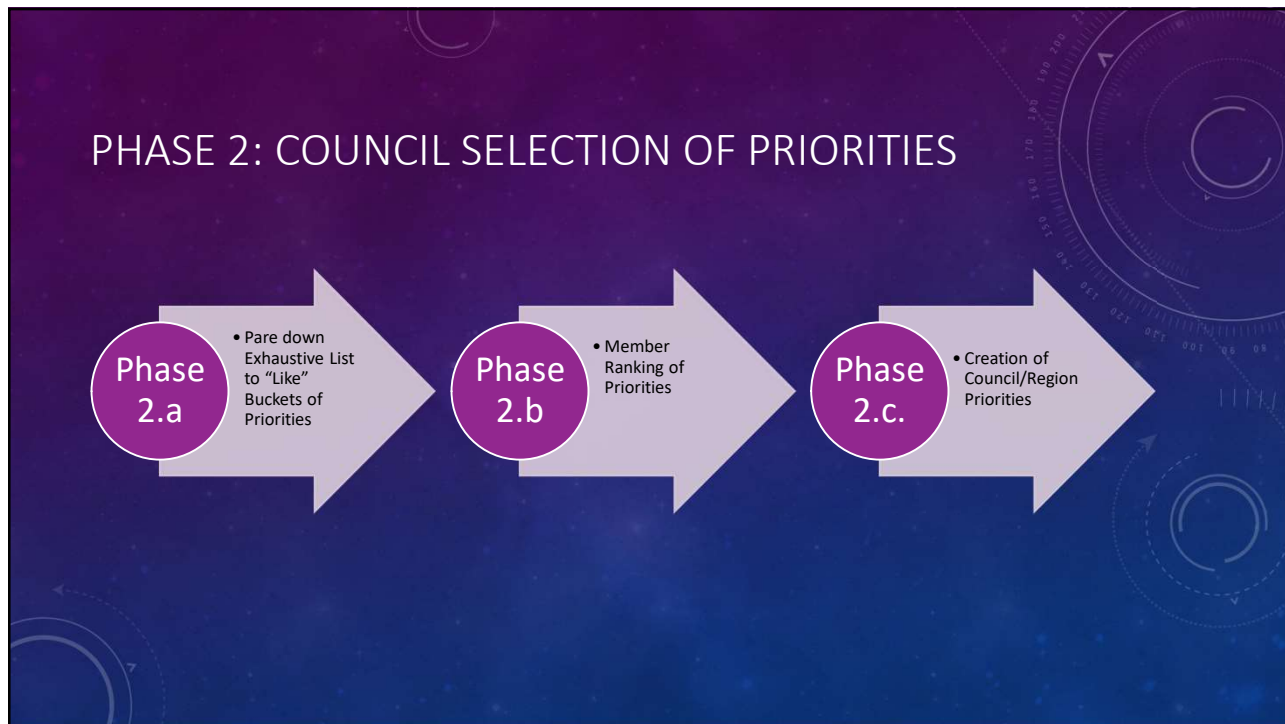 PHASE 2: COUNCIL SELECTION OF PRIORITIES
Phase
2.a
• Pare down
Exhaustive List
to “Like”
Buckets of
Priorities
Phase
2.b
• Member
Ranking of
Priorities
Phase
2.c.
• Creation of
Council/Region
Priorities